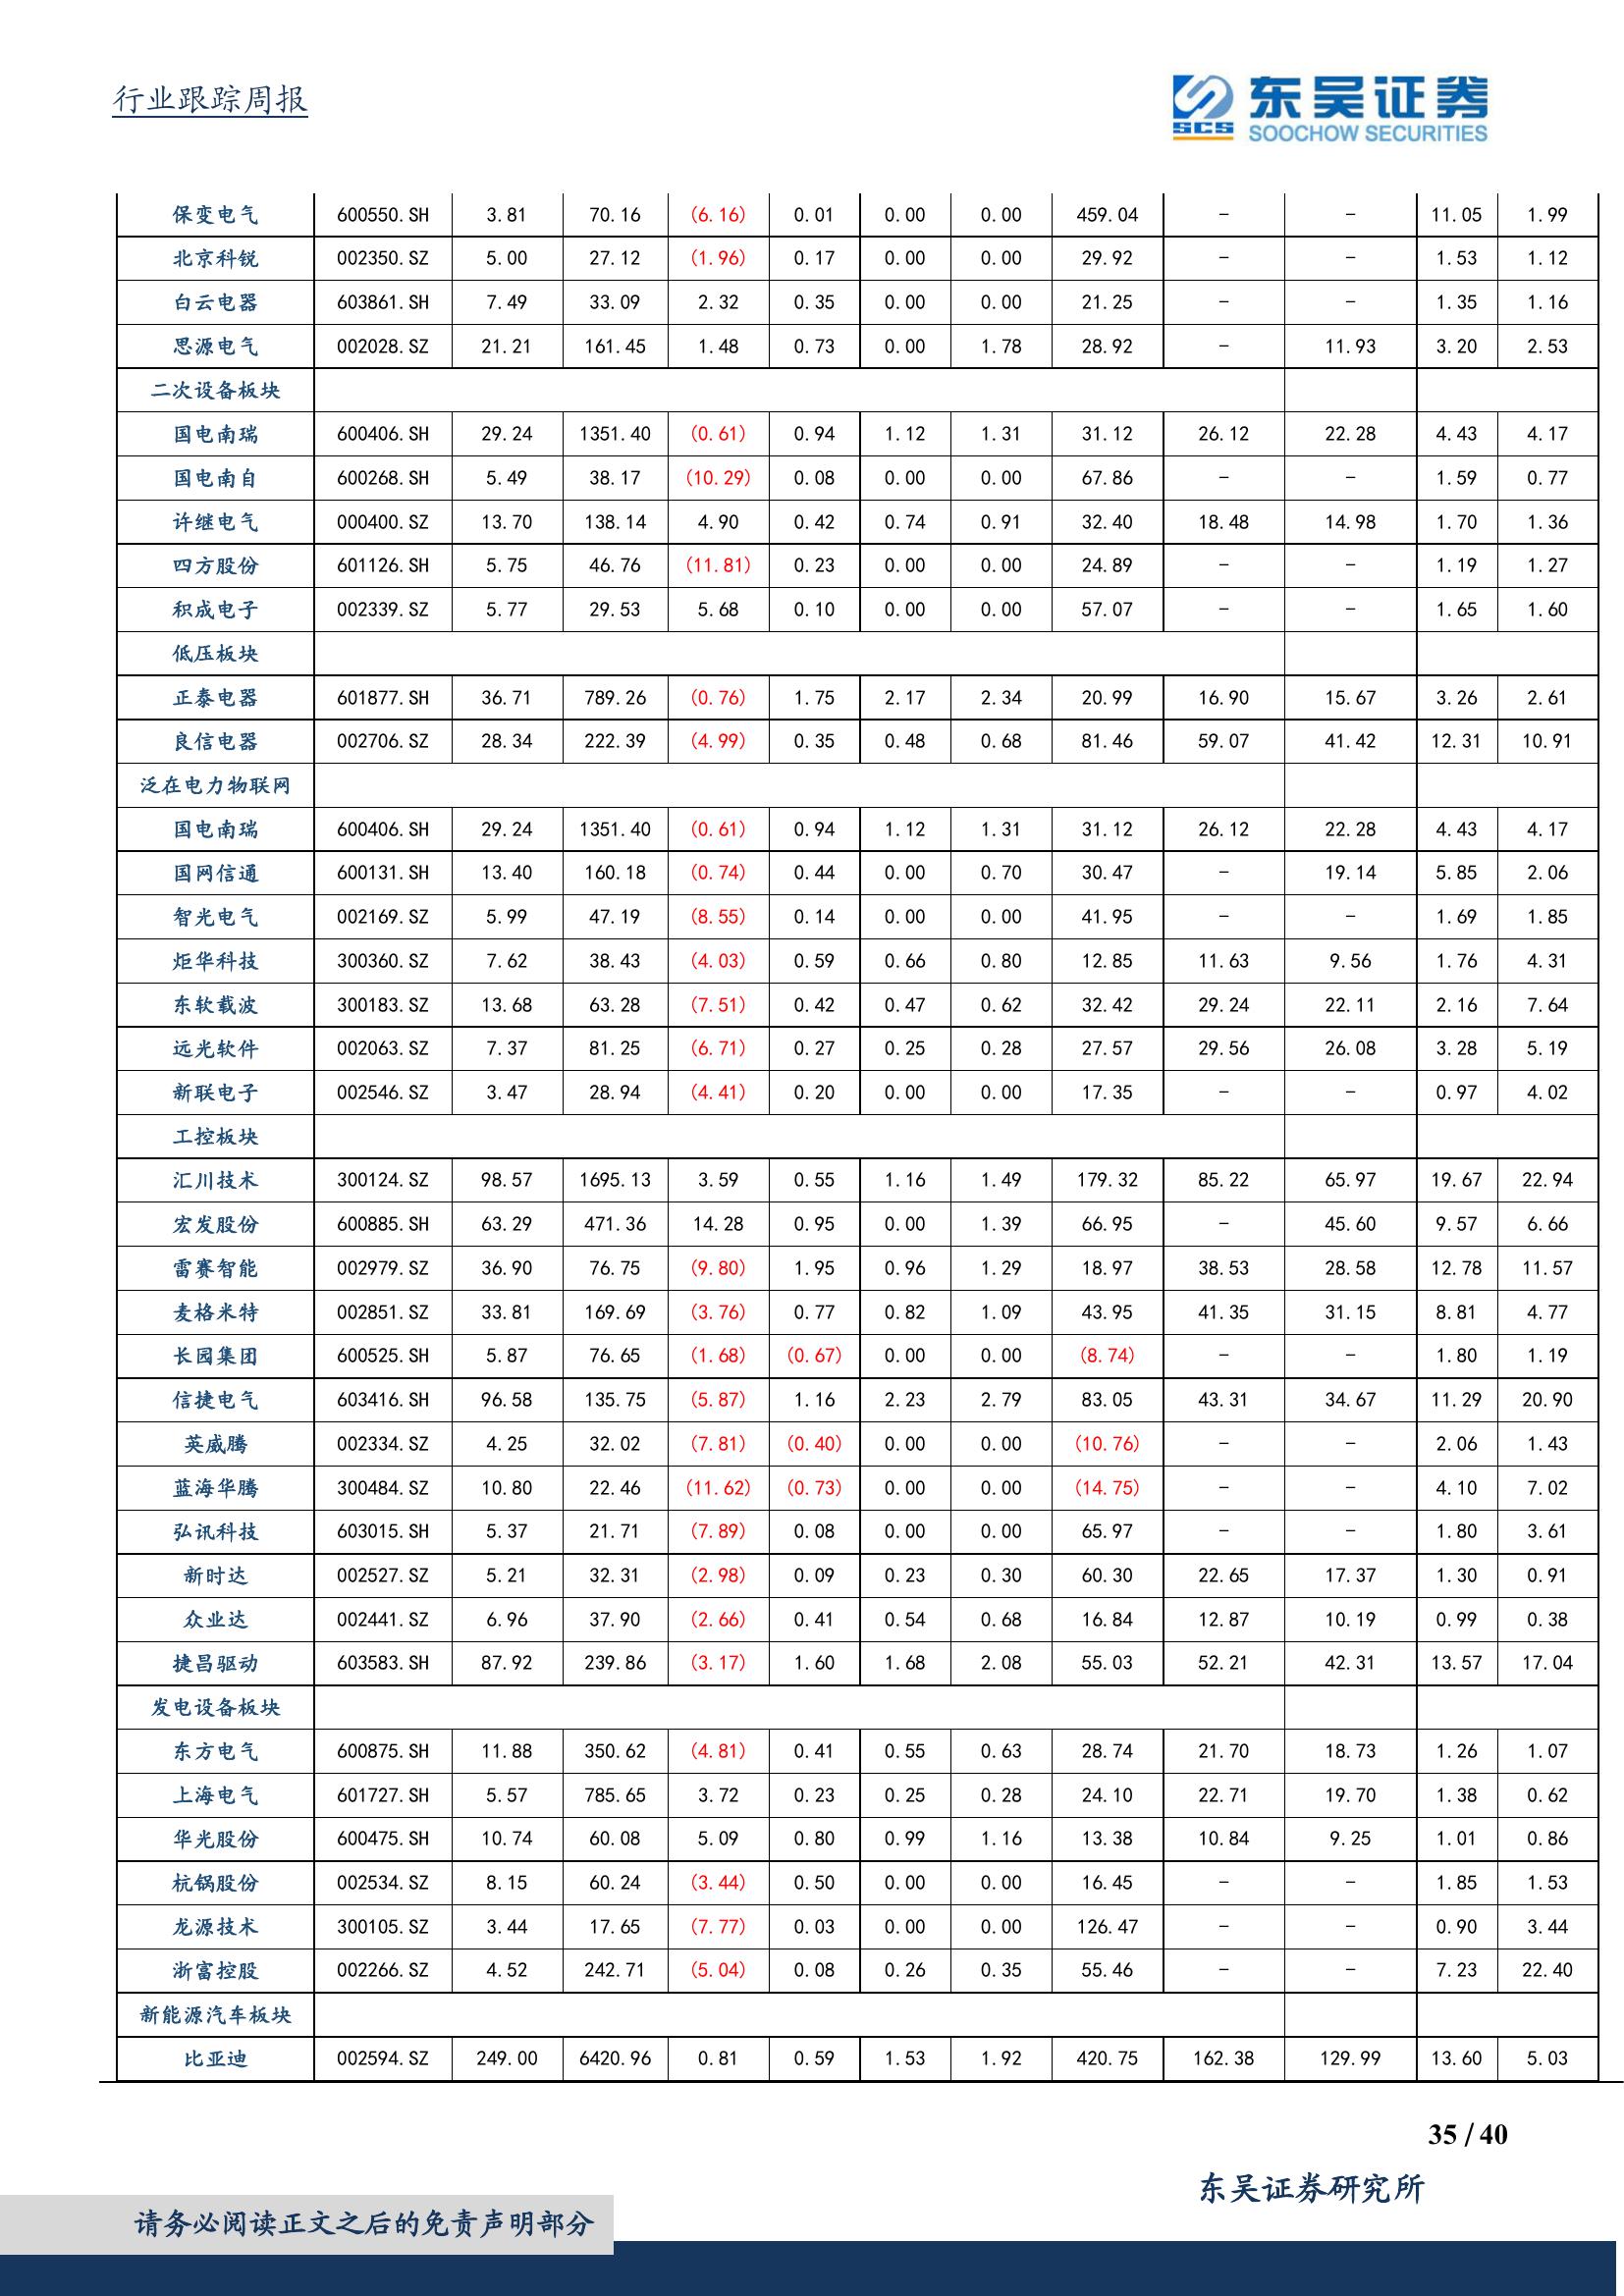 行业跟踪周报
东吴证券
SCS
SOOCHOW SECURITIES
保变电气 600550.SH 3.81 70.16 (6.16) 0.01 0.00 0.00 459.04 - - 11.05 1.99
北京科锐 002350.SZ 5.00 27.12 (1.96) 0.17 0.00 0.00 29.92 - - 1.53 1.12
白云电器 603861.SH 7.49 33.09 2.32 0.35 0.00 0.00 21.25 - - 1.35 1.16
思源电气 002028.SZ 21.21 161.45 1.48 0.73 0.00 1.78 28.92 - 11.93 3.20 2.53
二次设备板块
国电南瑞 600406.SH 29.24 1351.40 (0.61) 0.94 1.12 1.31 31.12 26.12 22.28 4.43 4.17
国电南自 600268.SH 5.49 38.17 (10.29) 0.08 0.00 0.00 67.86 - - 1.59 0.77
许继电气 000400.SZ 13.70 138.14 4.90 0.42 0.74 0.91 32.40 18.48 14.98 1.70 1.36
四方股份 601126.SH 5.75 46.76 (11.81) 0.23 0.00 0.00 24.89 - - 1.19 1.27
积成电子 002339.SZ 5.77 29.53 5.68 0.10 0.00 0.00 57.07 - - 1.65 1.60
低压板块
正泰电器 601877.SH 36.71 789.26 (0.76) 1.75 2.17 2.34 20.99 16.90 15.67 3.26 2.61
良信电器 002706.SZ 28.34 222.39 (4.99) 0.35 0.48 0.68 81.46 59.07 41.42 12.31 10.91
泛在电力物联网
国电南瑞 600406.SH 29.24 1351.40 (0.61) 0.94 1.12 1.31 31.12 26.12 22.28 4.43 4.17
国网信通 600131.SH 13.40 160.18 (0.74) 0.44 0.00 0.70 30.47 - 19.14 5.85 2.06
智光电气 002169.SZ 5.99 47.19 (8.55) 0.14 0.00 0.00 41.95 - - 1.69 1.85
炬华科技 300360.SZ 7.62 38.43 (4.03) 0.59 0.66 0.80 12.85 11.63 9.56 1.76 4.31
东软载波 300183.SZ 13.68 63.28 (7.51) 0.42 0.47 0.62 32.42 29.24 22.11 2.16 7.64
远光软件 002063.SZ 7.37 81.25 (6.71) 0.27 0.25 0.28 27.57 29.56 26.08 3.28 5.19
新联电子 002546.SZ 3.47 28.94 (4.41) 0.20 0.00 0.00 17.35 - - 0.97 4.02
工控板块
汇川技术 300124.SZ 98.57 1695.13 3.59 0.55 1.16 1.49 179.32 85.22 65.97 19.67 22.94
宏发股份 600885.SH 63.29 471.36 14.28 0.95 0.00 1.39 66.95 - 45.60 9.57 6.66
雷赛智能 002979.SZ 36.90 76.75 (9.80) 1.95 0.96 1.29 18.97 38.53 28.58 12.78 11.57
麦格米特 002851.SZ 33.81 169.69 (3.76) 0.77 0.82 1.09 43.95 41.35 31.15 8.81 4.77
长园集团 600525.SH 5.87 76.65 (1.68) (0.67) 0.00 0.00 (8.74) - - 1.80 1.19
信捷电气 603416.SH 96.58 135.75 (5.87) 1.16 2.23 2.79 83.05 43.31 34.67 11.29 20.90
英威腾 002334.SZ 4.25 32.02 (7.81) (0.40) 0.00 0.00 (10.76) - - 2.06 1.43
蓝海华腾 300484.SZ 10.80 22.46 (11.62) (0.73) 0.00 0.00 (14.75) - - 4.10 7.02
弘讯科技 603015.SH 5.37 21.71 (7.89) 0.08 0.00 0.00 65.97 - - 1.80 3.61
新时达 002527.SZ 5.21 32.31 (2.98) 0.09 0.23 0.30 60.30 22.65 17.37 1.30 0.91
众业达 002441.SZ 6.96 37.90 (2.66) 0.41 0.54 0.68 16.84 12.87 10.19 0.99 0.38
捷昌驱动 603583.SH 87.92 239.86 (3.17) 1.60 1.68 2.08 55.03 52.21 42.31 13.57 17.04
发电设备板块
东方电气 600875.SH 11.88 350.62 (4.81) 0.41 0.55 0.63 28.74 21.70 18.73 1.26 1.07
上海电气 601727.SH 5.57 785.65 3.72 0.23 0.25 0.28 24.10 22.71 19.70 1.38 0.62
华光股份 600475.SH 10.74 60.08 5.09 0.80 0.99 1.16 13.38 10.84 9.25 1.01 0.86
杭锅股份 002534.SZ 8.15 60.24 (3.44) 0.50 0.00 0.00 16.45 - - 1.85 1.53
龙源技术 300105.SZ 3.44 17.65 (7.77) 0.03 0.00 0.00 126.47 - - 0.90 3.44
浙富控股 002266.SZ 4.52 242.71 (5.04) 0.08 0.26 0.35 55.46 - - 7.23 22.40
新能源汽车板块
比亚迪 002594.SZ 249.00 6420.96 0.81 0.59 1.53 1.92 420.75 162.38 129.99 13.60 5.03
35 / 40
东吴证券研究所
请务必阅读正文之后的免责声明部分